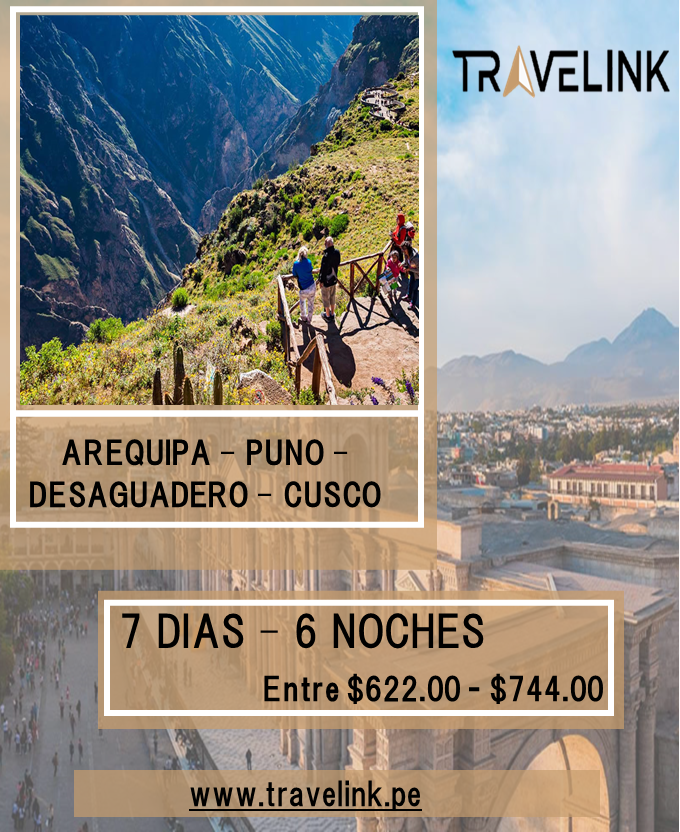 TRAVELINK
AREQUIPA – PUNO –
DESAGUADERO – CUSCO
7 DIAS – 6 NOCHES
Entre $622.00 - $744.00
www.travelink.pe